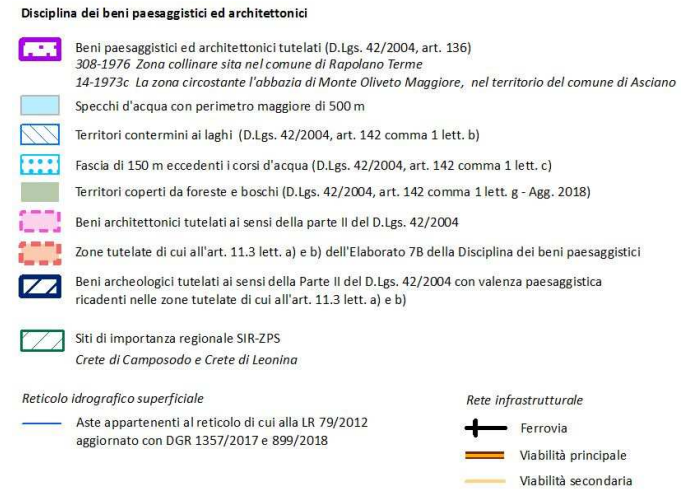 Disciplina dei beni paesaggistici ed architettonici
Beni paesaggistici ed architettonici tutelati (D.Lgs. 42/2004, art. 136)
308-1976 Zona collinare sita nel comune di Rapolano Terme
14-1973c La zona circostante l'abbazia di Monte Oliveto Maggiore, nel territorio del comune di Asciano
Specchi d'acqua con perimetro maggiore di 500 m
Territori contermini ai laghi (D.Lgs. 42/2004, art. 142 comma 1 lett. b)
Fascia di 150 m eccedenti i corsi d'acqua (D.Lgs. 42/2004, art. 142 comma 1 lett. c)
Territori coperti da foreste e boschi (D.Lgs. 42/2004, art. 142 comma 1 lett. g - Agg. 2018)
Beni architettonici tutelati ai sensi della parte II del D.Lgs. 42/2004
Zone tutelate di cui all'art. 11.3 lett. a) e b) dell'Elaborato 7B della Disciplina dei beni paesaggistici
Beni archeologici tutelati ai sensi della Parte II del D.Lgs. 42/2004 con valenza paesaggistica
ricadenti nelle zone tutelate di cui all'art. 11.3 lett. a) e b)
Siti di importanza regionale SIR-ZPS
Crete di Camposodo e Crete di Leonina
Reticolo idrografico superficiale
Aste appartenenti al reticolo di cui alla LR 79/2012
aggiornato con DGR 1357/2017 e 899/2018
Rete infrastrutturale
Ferrovia
Viabilità principale
Viabilità secondaria